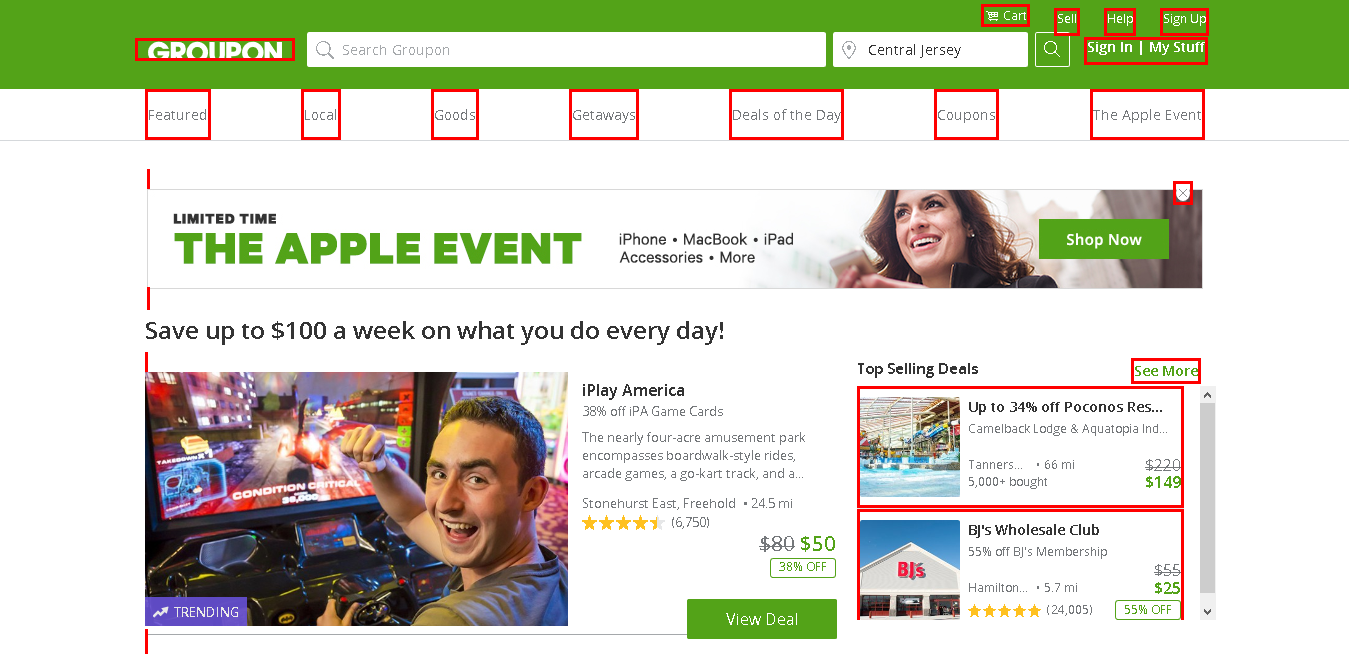 Cart
Sell
Help
Sign Up
GROUPON
Search Groupon
Central Jersey
Sign In | My Stuff
Featured
Local
Goods
Getaways
Deals of the Day
Coupons
The Apple Event
LIMITED TIME
THE APPLE EVENT
iPhone • MacBook • iPad
Accessories • More
Shop Now
Save up to $100 a week on what you do every day!
CONDITION CRITICAL
TRENDING
iPlay America
38% off iPA Game Cards
The nearly four-acre amusement park
encompasses boardwalk-style rides,
arcade games, a go-kart track, and a...
Stonehurst East, Freehold • 24.5 mi
(6,750)
$80 $50
38% OFF
View Deal
Top Selling Deals
See More
Up to 34% off Poconos Res...
Camelback Lodge & Aquatopia Ind...
Tanners... • 66 mi
$220
5,000+ bought
$149
BJ's
BJ's Wholesale Club
55% off BJ's Membership
$55
Hamilton... • 5.7 mi
$25
(24,005)
55% OFF